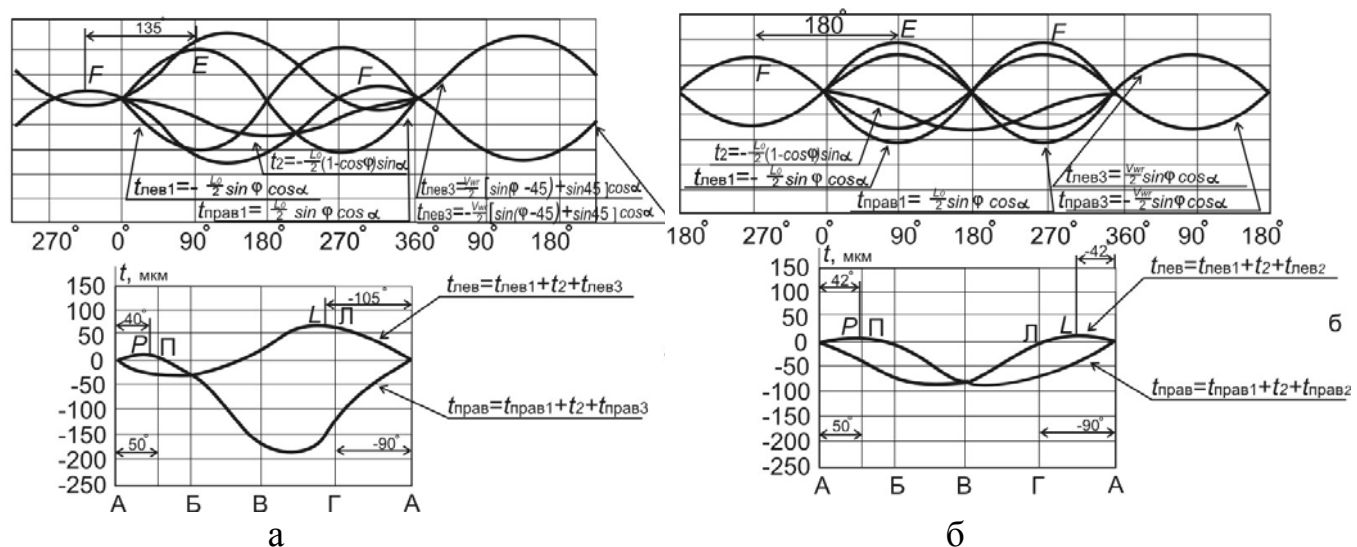 135°
F
E
F
t2=-L0/2(1-cosφ)sinα
tлев1=- L0/2 sin φ cosα
tправ1= L0/2 sin φ cosα
tлев3=Vwr/2 [sin(φ-45)+sin45]cosα
tлев3=-Vwr/2[sin(φ-45)+sin45]cosα
270° 0° 90° 180° 270° 360° 90° 180°
180°
E
F
F
t2=-L0/2(1-cosφ)sinα
tлев1=- L0/2 sin φ cosα
tправ1= L0/2 sin φ cosα
tлев3=Vwr/2 sinφ cosα
tправ3=-Vwr/2 sinφ cosα
180° 270° 0° 90° 180° 270° 360° 90° 180°
t, мкм
150
100
50
0
-50
-100
-150
-200
-250
40°
P П
-105°
L Л
50°
-90°
tлев=tлев1+t2+tлев3
tправ=tправ1+t2+tправ3
А Б В Г А
а
t, мкм
150
100
50
0
-50
-100
-150
-200
-250
42°
P П
-42
Л L
50°
-90°
tлев=tлев1+t2+tлев2
tправ=tправ1+t2+tправ2
А Б В Г А
б
б